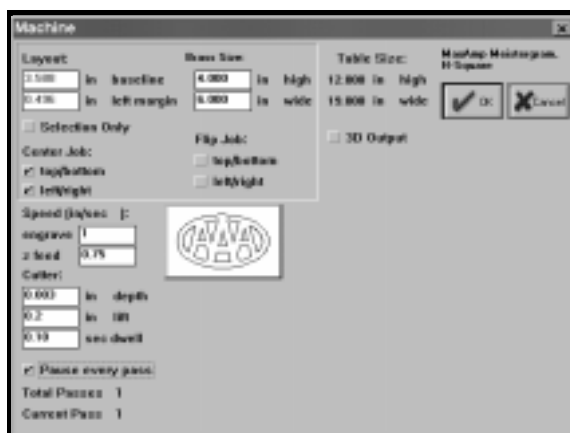 Machine
Layout:
3.500 in baseline
0.436 in left margin
Selection Only
Center Job:
top/bottom
left/right
Brass Size:
4.000 in high
6.000 in wide
Flip Job:
top/bottom
left/right
Table Size:
12.000 in high
15.000 in wide
3D Output
OK
Cancel
Speed (in/sec ):
engrave 1
z feed 0.75
Cutter:
0.003 in depth
0.2 in lift
0.10 sec dwell
Pause every pass
Total Passes 1
Current Pass 1